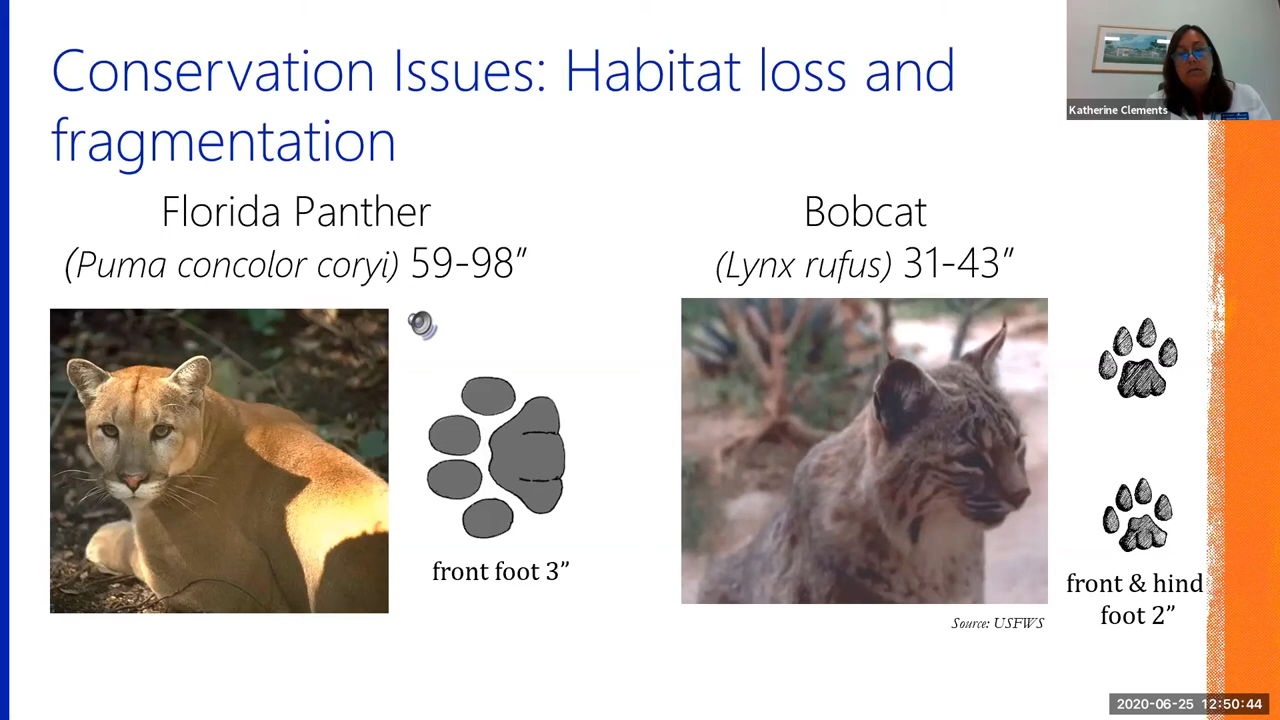 Conservation Issues: Habitat loss and
fragmentation
Katherine Clements
Florida Panther
(Puma concolor coryi) 59-98”
front foot 3”
Bobcat
(Lynx rufus) 31-43”
front & hind
foot 2”
Source: USFWS
2020-06-25 12:50:44